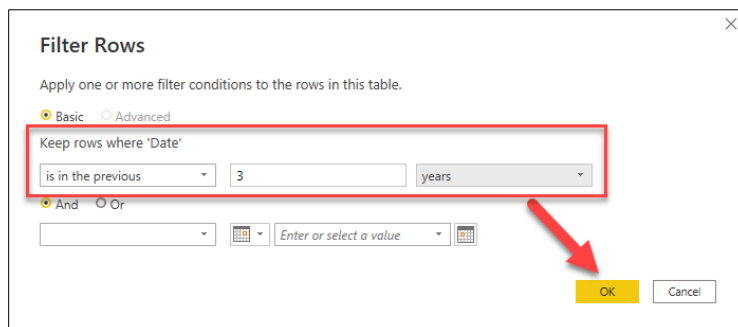 Filter Rows
Apply one or more filter conditions to the rows in this table.
Basic Advanced
Keep rows where 'Date'
is in the previous 3 years
And Or
Enter or select a value
OK Cancel